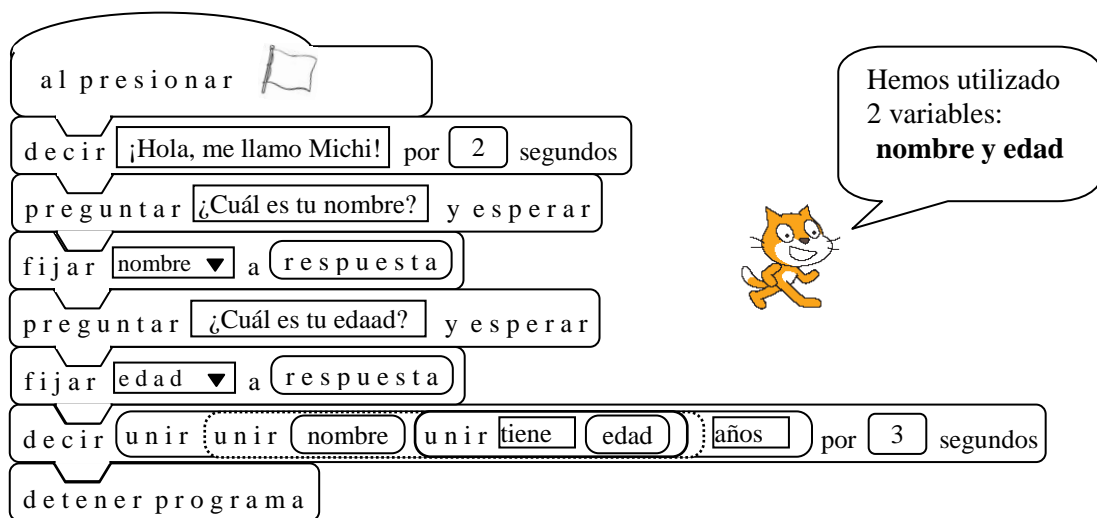 al presionar
decir ¡Hola, me llamo Michi! por 2 segundos
preguntar ¿Cuál es tu nombre? y esperar
fijar nombre ▼ a respuesta
preguntar ¿Cuál es tu edaad? y esperar
fijar edad ▼ a respuesta
decir unir unir nombre unir tiene edad años por 3 segundos
detener programa
Hemos utilizado
2 variables:
nombre y edad